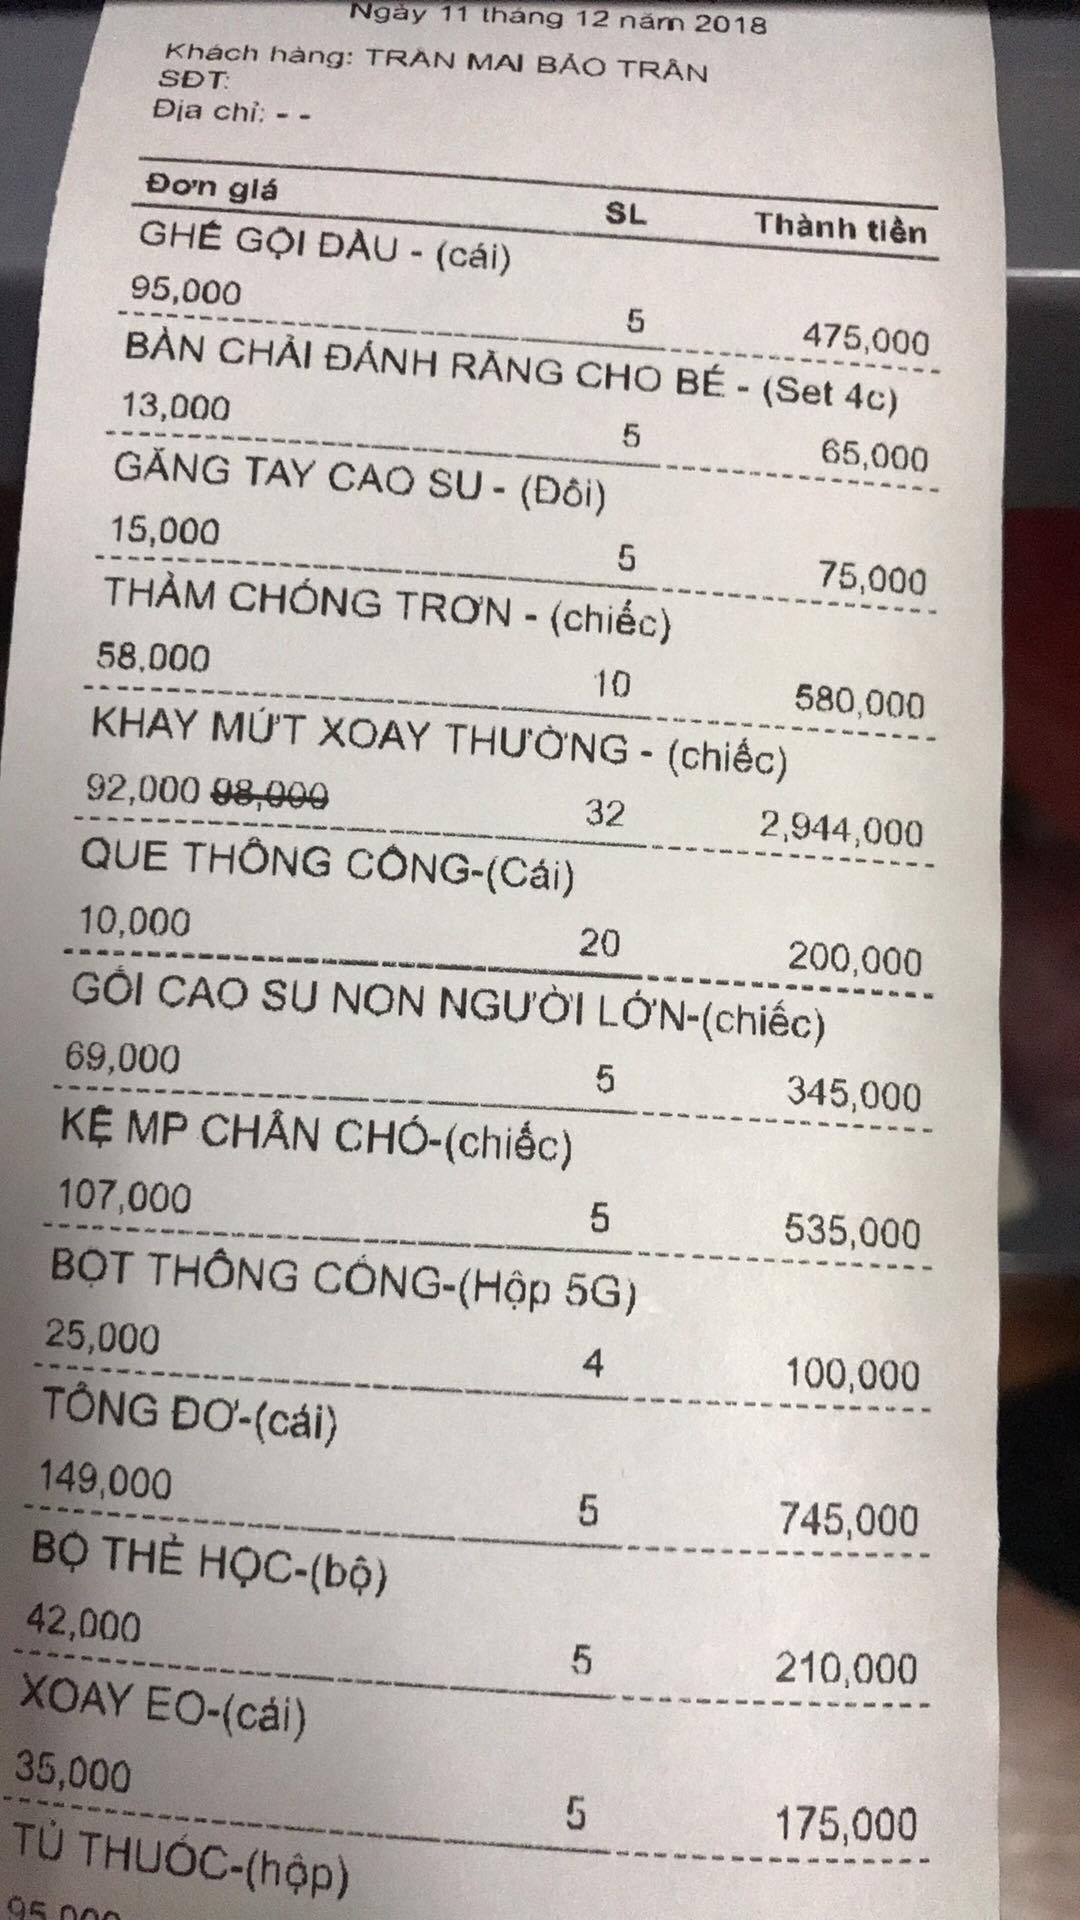 Ngày 11 tháng 12 năm 2018
Khách hàng: TRẦN MAI BẢO TRÂN
SĐT:
Địa chỉ: - -
Đơn giá SL Thành tiền
GHẾ GỘI ĐẦU - (cái)
95,000 5 475,000
BÀN CHẢI ĐÁNH RĂNG CHO BÉ - (Set 4c)
13,000 5 65,000
GĂNG TAY CAO SU - (Đôi)
15,000 5 75,000
THẢM CHỐNG TRƠN - (chiếc)
58,000 10 580,000
KHAY MỨT XOAY THƯỜNG - (chiếc)
92,000 98,000 32 2,944,000
QUE THÔNG CỐNG-(Cái)
10,000 20 200,000
GỐI CAO SU NON NGƯỜI LỚN-(chiếc)
69,000 5 345,000
KỆ MP CHÂN CHÓ-(chiếc)
107,000 5 535,000
BỘT THÔNG CỐNG-(Hộp 5G)
25,000 4 100,000
TÔNG ĐƠ-(cái)
149,000 5 745,000
BỘ THẺ HỌC-(bộ)
42,000 5 210,000
XOAY EO-(cái)
35,000 5 175,000
TỦ THUỐC-(hộp)
95,000